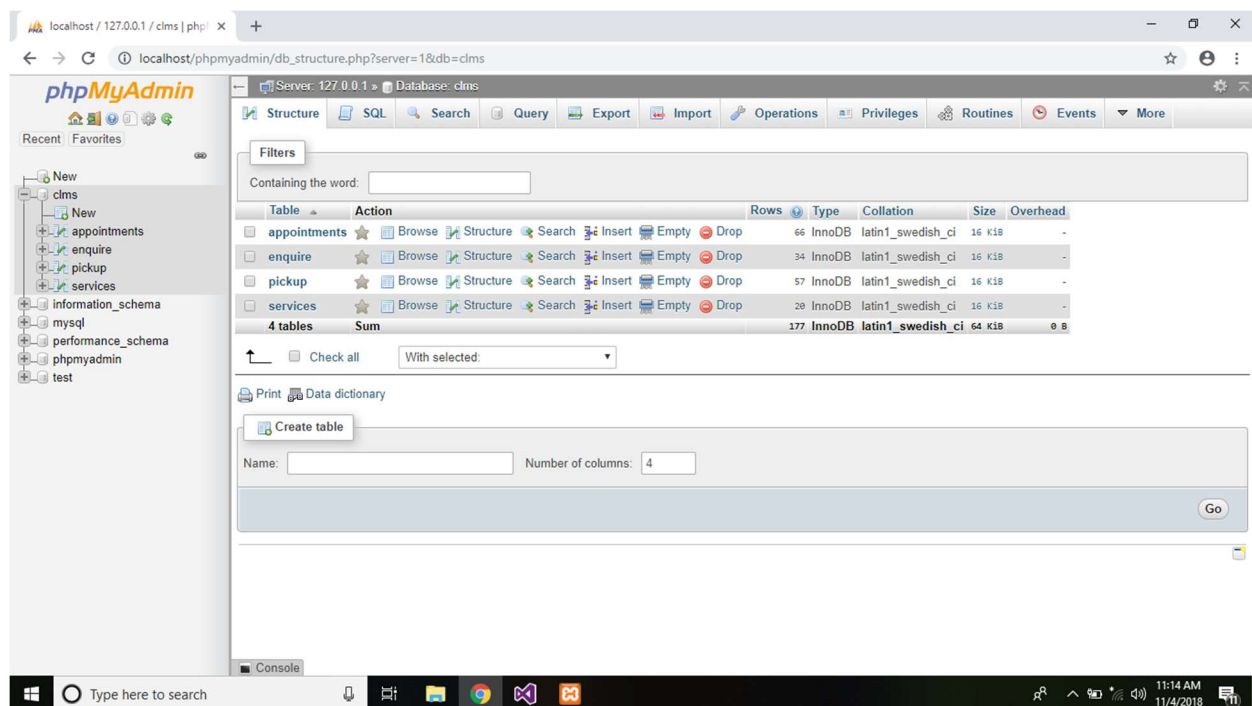 localhost / 127.0.0.1 / clms | php
localhost/phpmyadmin/db_structure.php?server=1&db=clms
phpMyAdmin
Recent Favorites
New
clms
New
appointments
enquire
pickup
services
information_schema
mysql
performance_schema
phpmyadmin
test
Server: 127.0.0.1 » Database: clms
Structure SQL Search Query Export Import Operations Privileges Routines Events More
Filters
Containing the word:
Table Action Rows Type Collation Size Overhead
appointments Browse Structure Search Insert Empty Drop 66 InnoDB latin1_swedish_ci 16 KiB -
enquire Browse Structure Search Insert Empty Drop 34 InnoDB latin1_swedish_ci 16 KiB -
pickup Browse Structure Search Insert Empty Drop 57 InnoDB latin1_swedish_ci 16 KiB -
services Browse Structure Search Insert Empty Drop 20 InnoDB latin1_swedish_ci 16 KiB -
4 tables Sum 177 InnoDB latin1_swedish_ci 64 KiB 0 B
Check all With selected:
Print Data dictionary
Create table
Name: Number of columns: 4
Go
Console
Type here to search
11:14 AM
11/4/2018
11